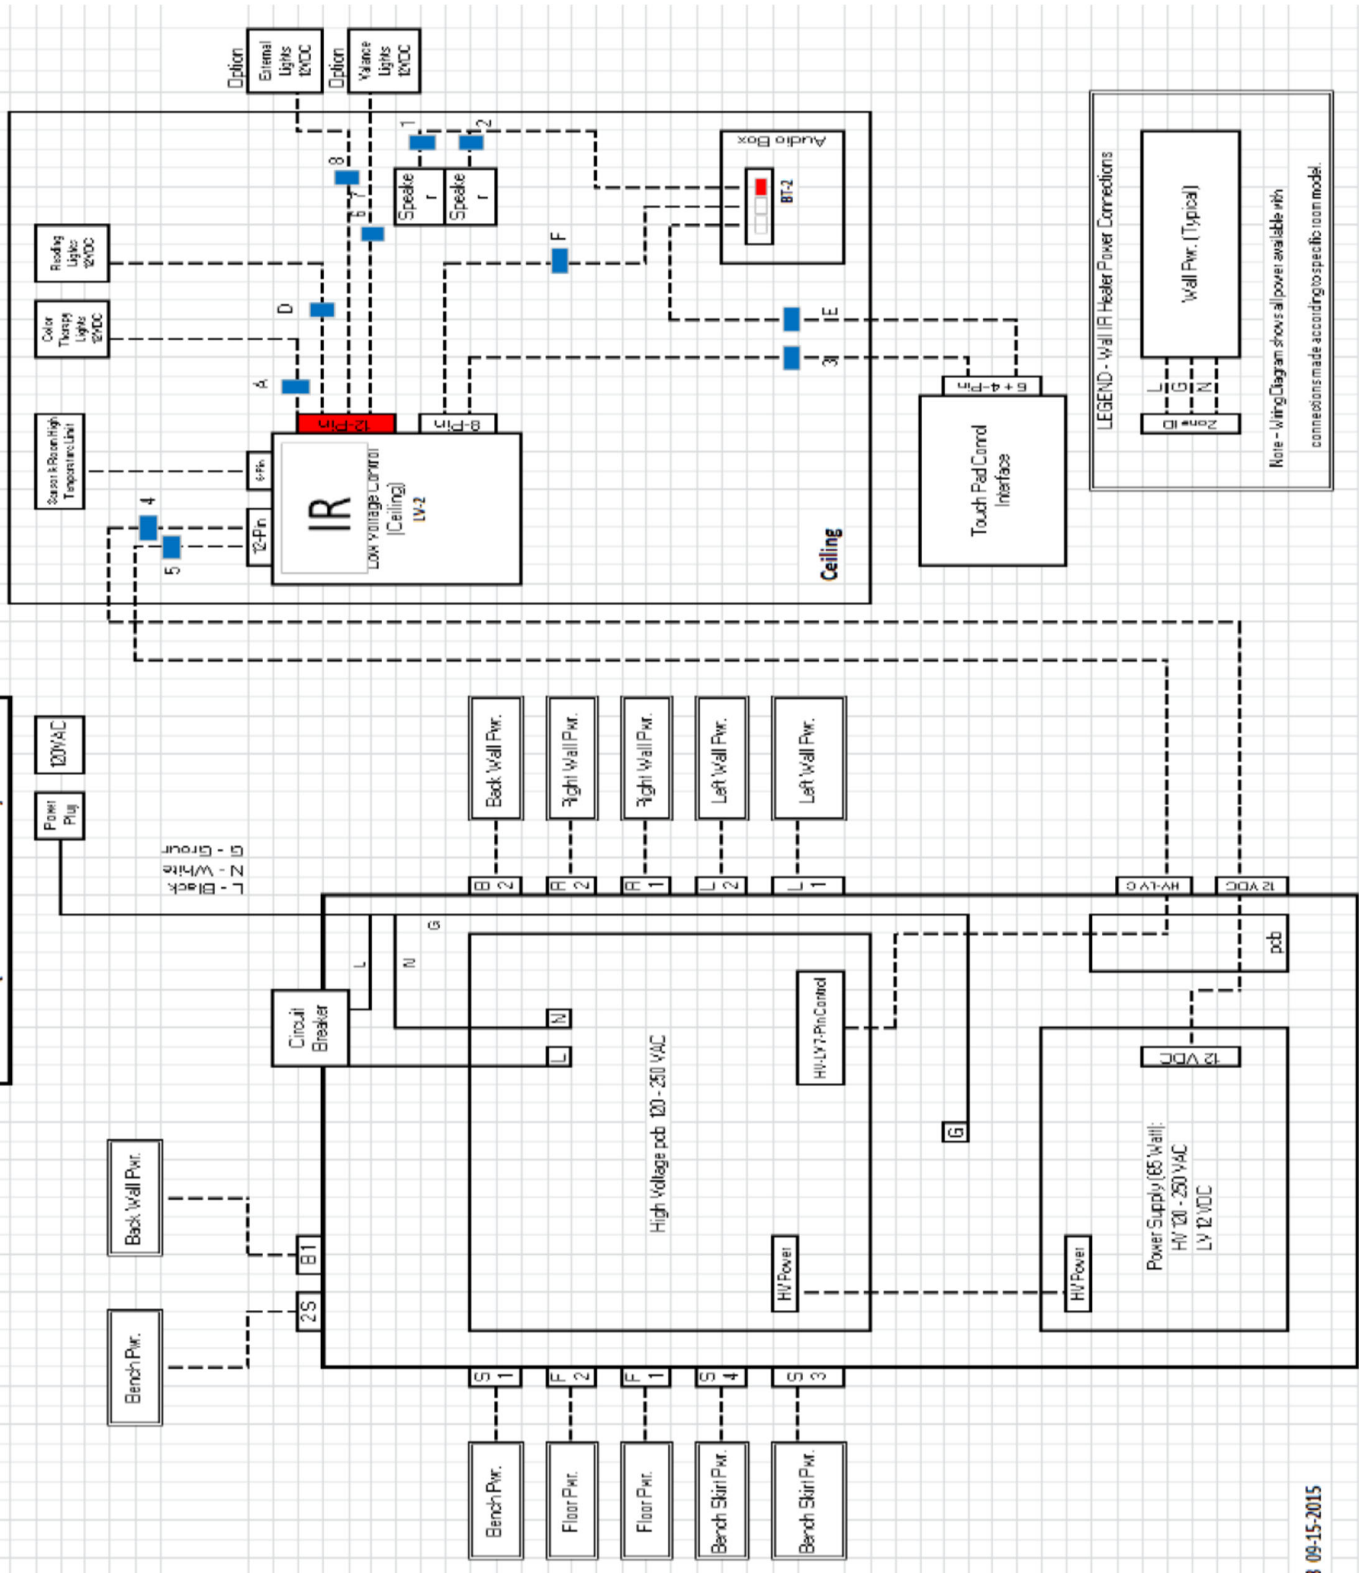 Option
External
Lights
12VDC
Option
Valance
Lights
12VDC
Reading
Lights
12VDC
Color
Therapy
Lights
12VDC
Sensor & Room High
Temperature Limit
8
7
6
D
A
4
5
1
2
Speake
r
Speake
r
F
E
3
Audio Box
BT-2
12-Pin
8-Pin
6-Pin
12-Pin
IR
Low Voltage Control
(Ceiling)
LV-2
Ceiling
6 + 4-Pin
Touch Pad Control
Interface
LEGEND - Wall IR Heater Power Connections
Wall Pwr. (Typical)
L
G
N
Zone ID
Note - Wiring Diagram shows all power available with
connections made according to specific room model.
120VAC
Power
Plug
L - Black
N - White
G - Groun
Back Wall Pwr.
Right Wall Pwr.
Right Wall Pwr.
Left Wall Pwr.
Left Wall Pwr.
B
2
R
2
R
1
L
2
L
1
HV-LV C
12 VDC
pcb
L
N
G
Circuit
Breaker
N
L
High Voltage pcb 120 - 250 VAC
HV-LV 7-Pin Control
HV Power
G
12 VDC
Power Supply (65 Watt):
HV 120 - 250 VAC
LV 12 VDC
HV Power
Back Wall Pwr.
Bench Pwr.
B1
2S
S
1
F
2
F
1
S
4
S
3
Bench Pwr.
Floor Pwr.
Floor Pwr.
Bench Skirt Pwr.
Bench Skirt Pwr.
09-15-2015